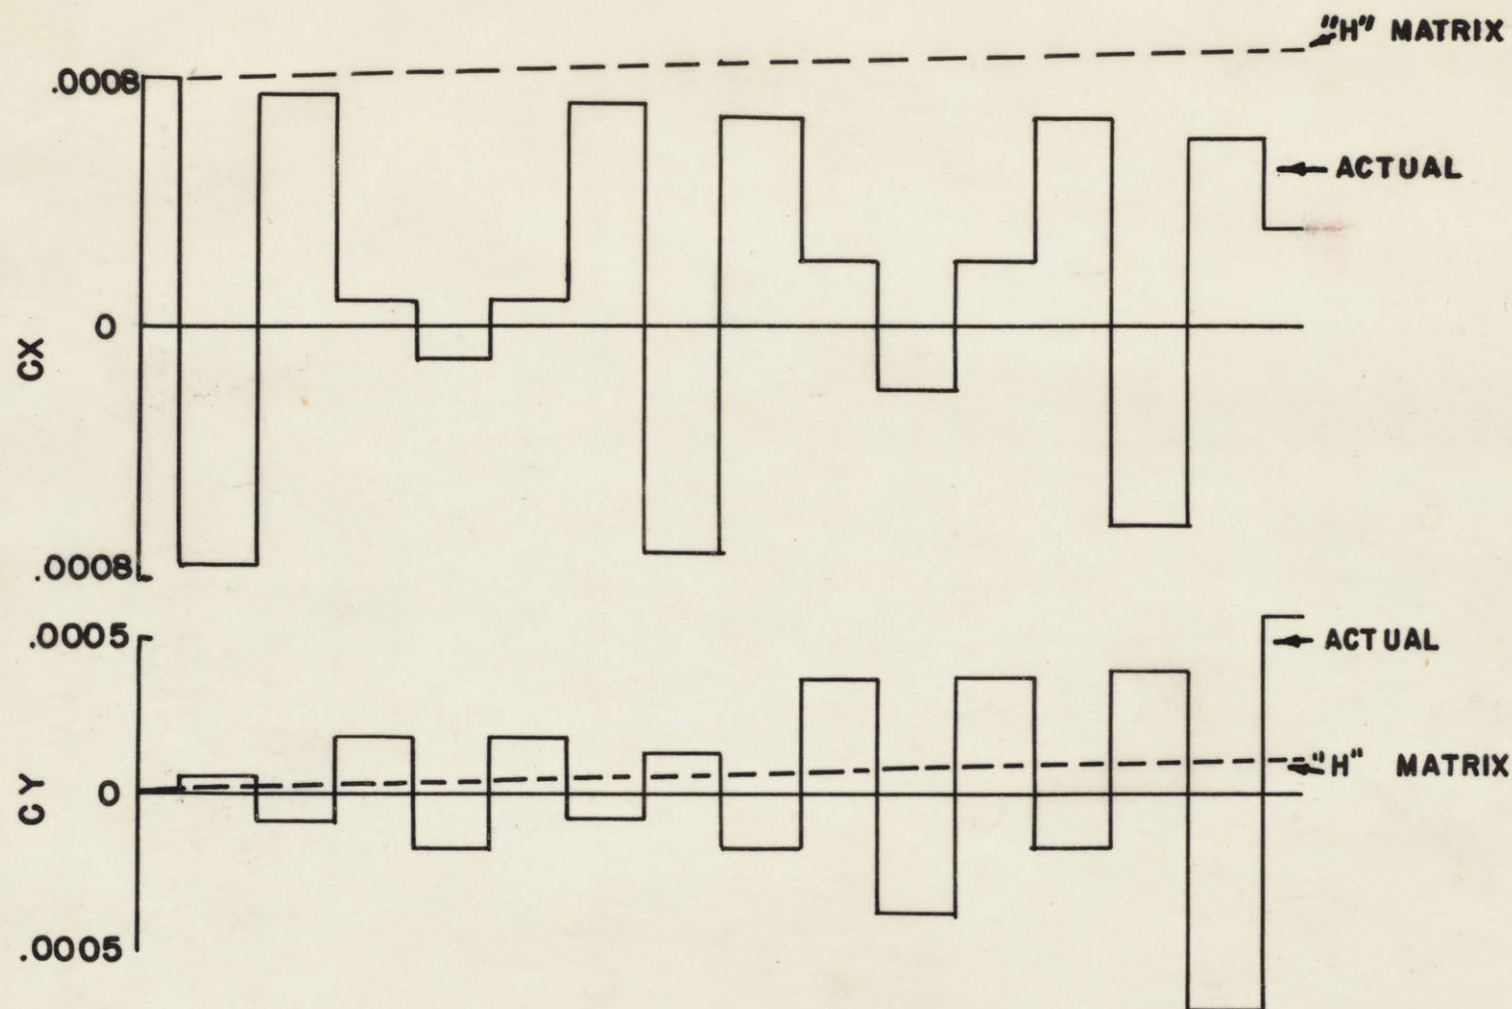 "H" MATRIX
.0008
ACTUAL
0
CX
.0008
.0005
ACTUAL
"H" MATRIX
0
CY
.0005